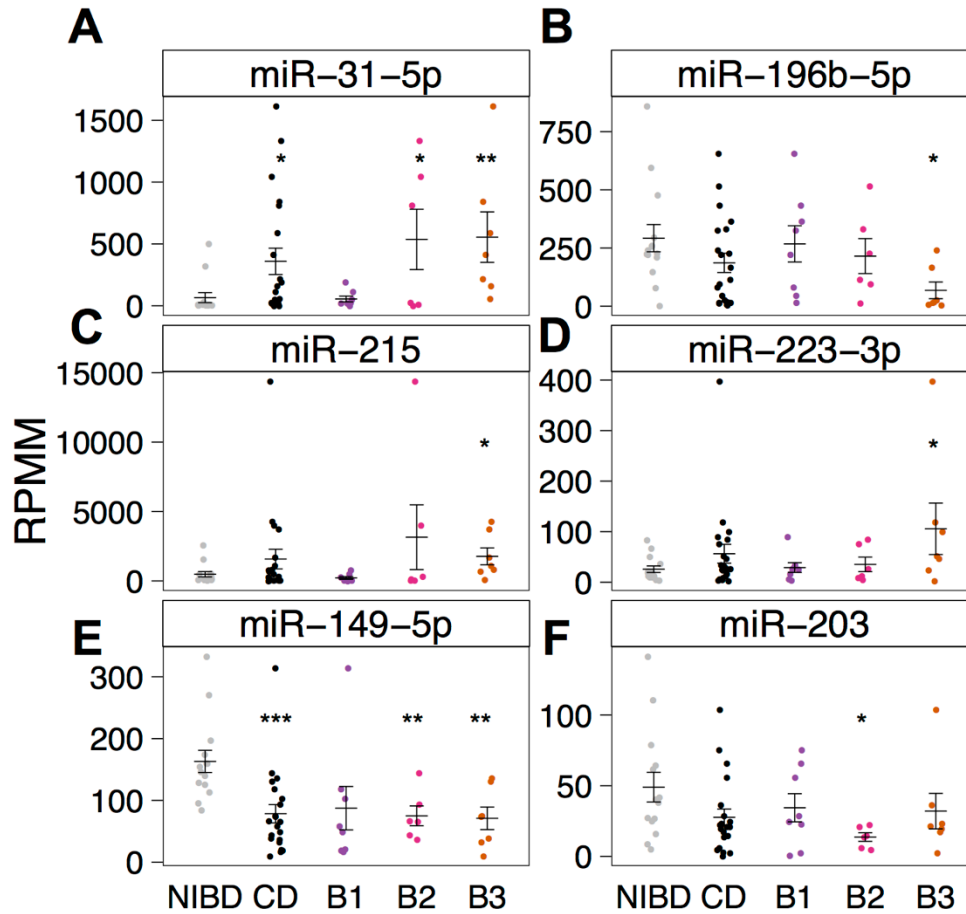 A
miR−31−5p
1500
1000
500
0
* * **
B
miR−196b−5p
750
500
250
0
*
C
miR−215
15000
10000
5000
0
*
D
miR−223−3p
400
300
200
100
0
*
E
miR−149−5p
300
200
100
0
*** ** **
F
miR−203
100
50
0
*
RPMM
NIBD CD B1 B2 B3
NIBD CD B1 B2 B3